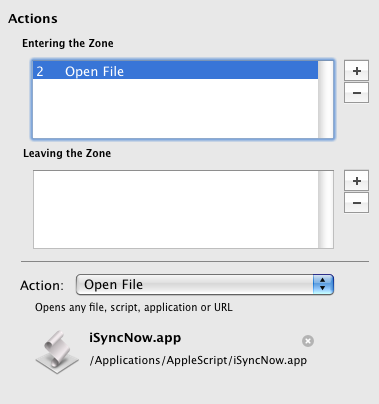 Actions
Entering the Zone
2 Open File
+
−
Leaving the Zone
+
−
Action: Open File
Opens any file, script, application or URL
iSyncNow.app
/Applications/AppleScript/iSyncNow.app